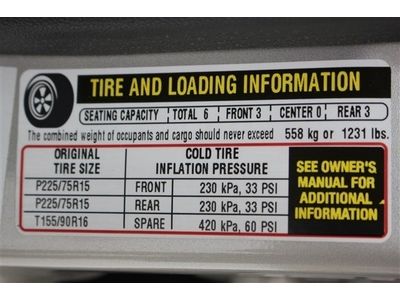 TIRE AND LOADING INFORMATION
SEATING CAPACITY TOTAL 6 FRONT 3 CENTER 0 REAR 3
The combined weight of occupants and cargo should never exceed 558 kg or 1231 lbs.
ORIGINAL TIRE SIZE
COLD TIRE INFLATION PRESSURE
P225/75R15 FRONT 230 kPa, 33 PSI
P225/75R15 REAR 230 kPa, 33 PSI
T155/90R16 SPARE 420 kPa, 60 PSI
SEE OWNER'S
MANUAL FOR
ADDITIONAL
INFORMATION